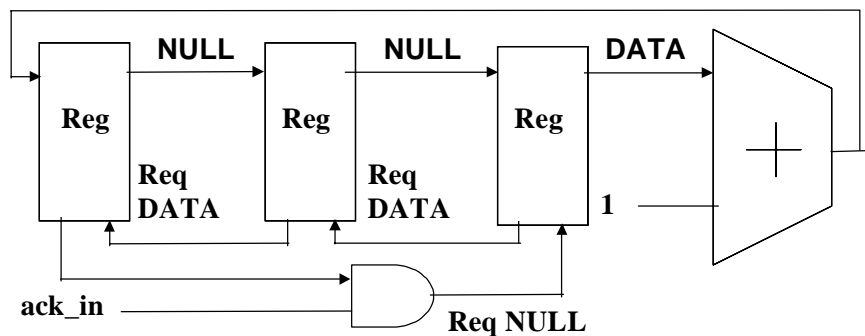 NULL NULL DATA
Reg Reg Reg
Req Req
DATA DATA
1
ack_in
Req NULL